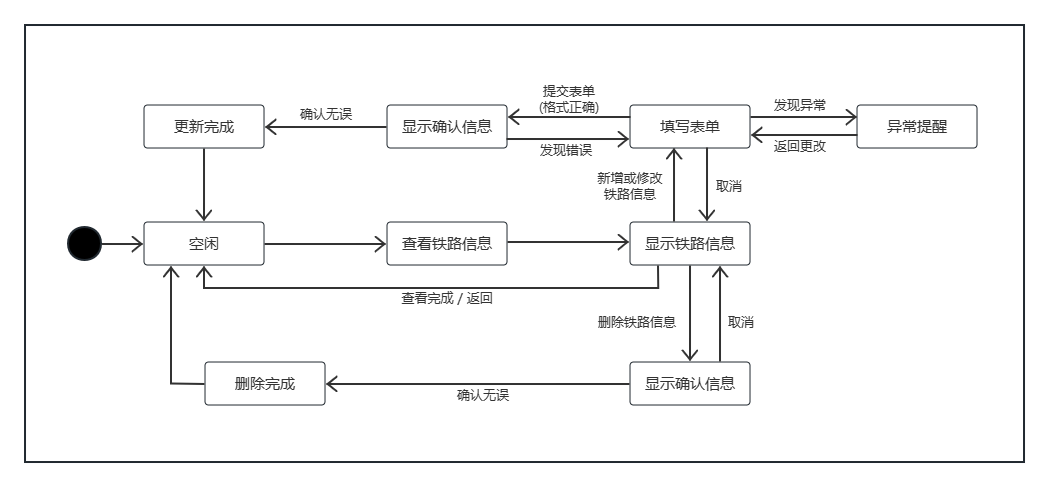 提交表单
(格式正确)
确认无误
发现异常
更新完成
显示确认信息
填写表单
异常提醒
发现错误
返回更改
新增或修改
铁路信息
取消
空闲
查看铁路信息
显示铁路信息
查看完成 / 返回
删除铁路信息
取消
删除完成
显示确认信息
确认无误